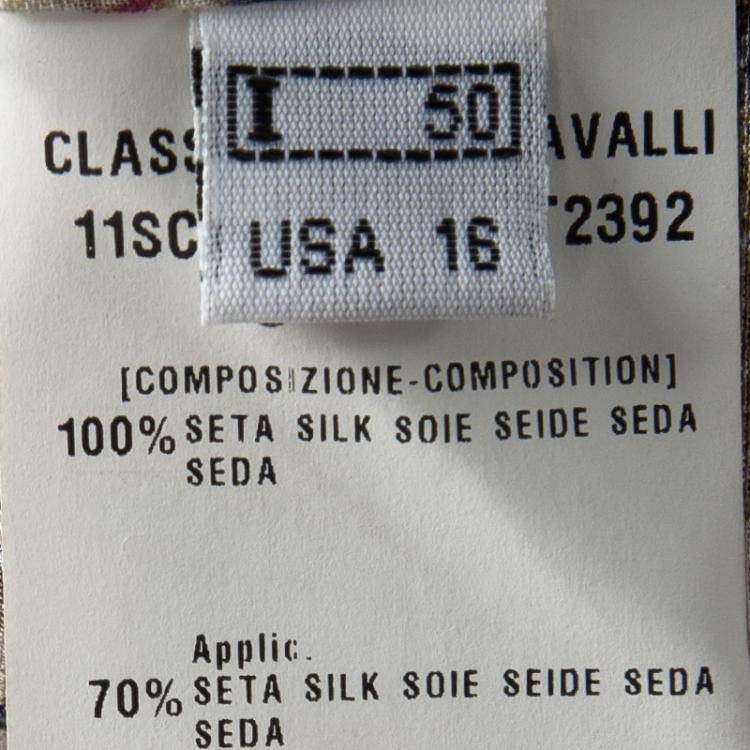 I 50
USA 16
CLASS AVALLI
11SC T2392
[COMPOSIZIONE-COMPOSITION]
100% SETA SILK SOIE SEIDE SEDA
SEDA
Applic.
70% SETA SILK SOIE SEIDE SEDA
SEDA